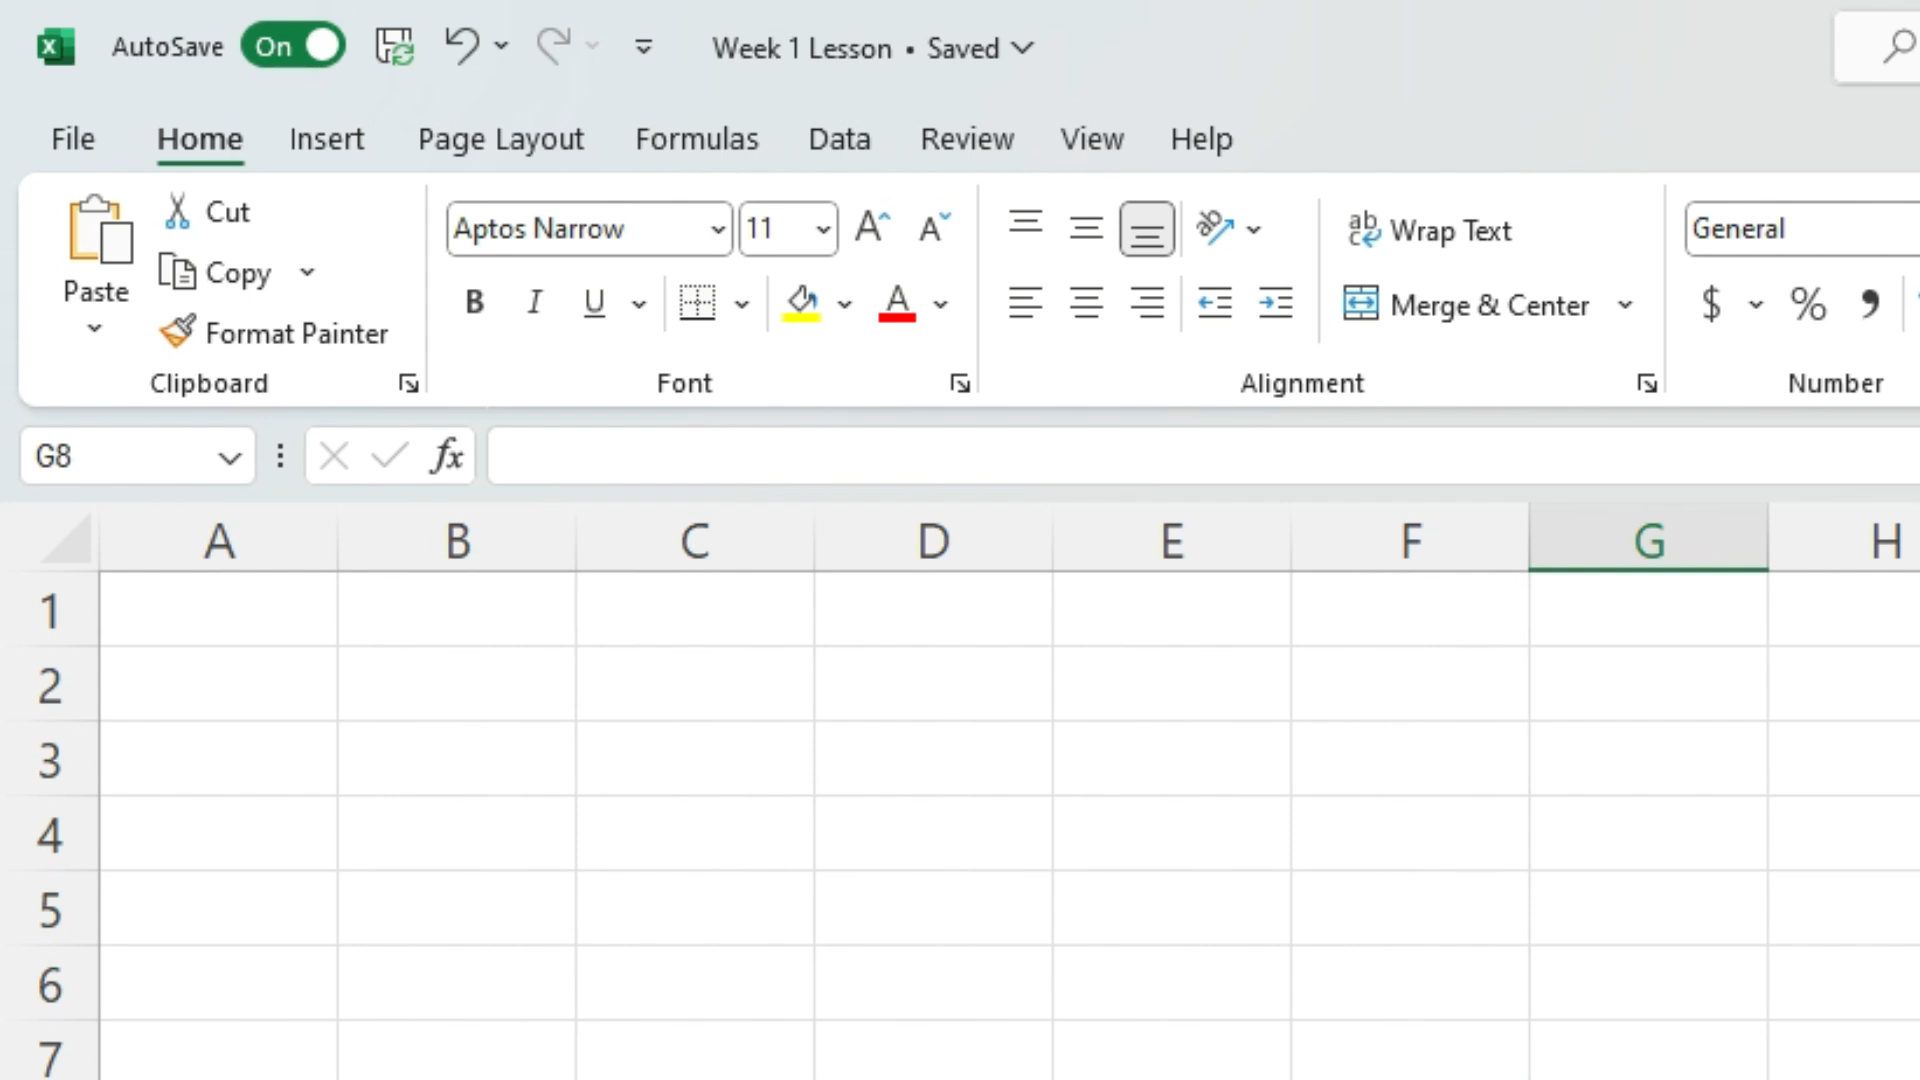 AutoSave On Week 1 Lesson • Saved
File Home Insert Page Layout Formulas Data Review View Help
Paste
Cut
Copy
Format Painter
Clipboard
Aptos Narrow 11
B I U
Font
ab Wrap Text
Merge & Center
Alignment
General
$ % ,
Number
G8 fx
A B C D E F G H
1
2
3
4
5
6
7